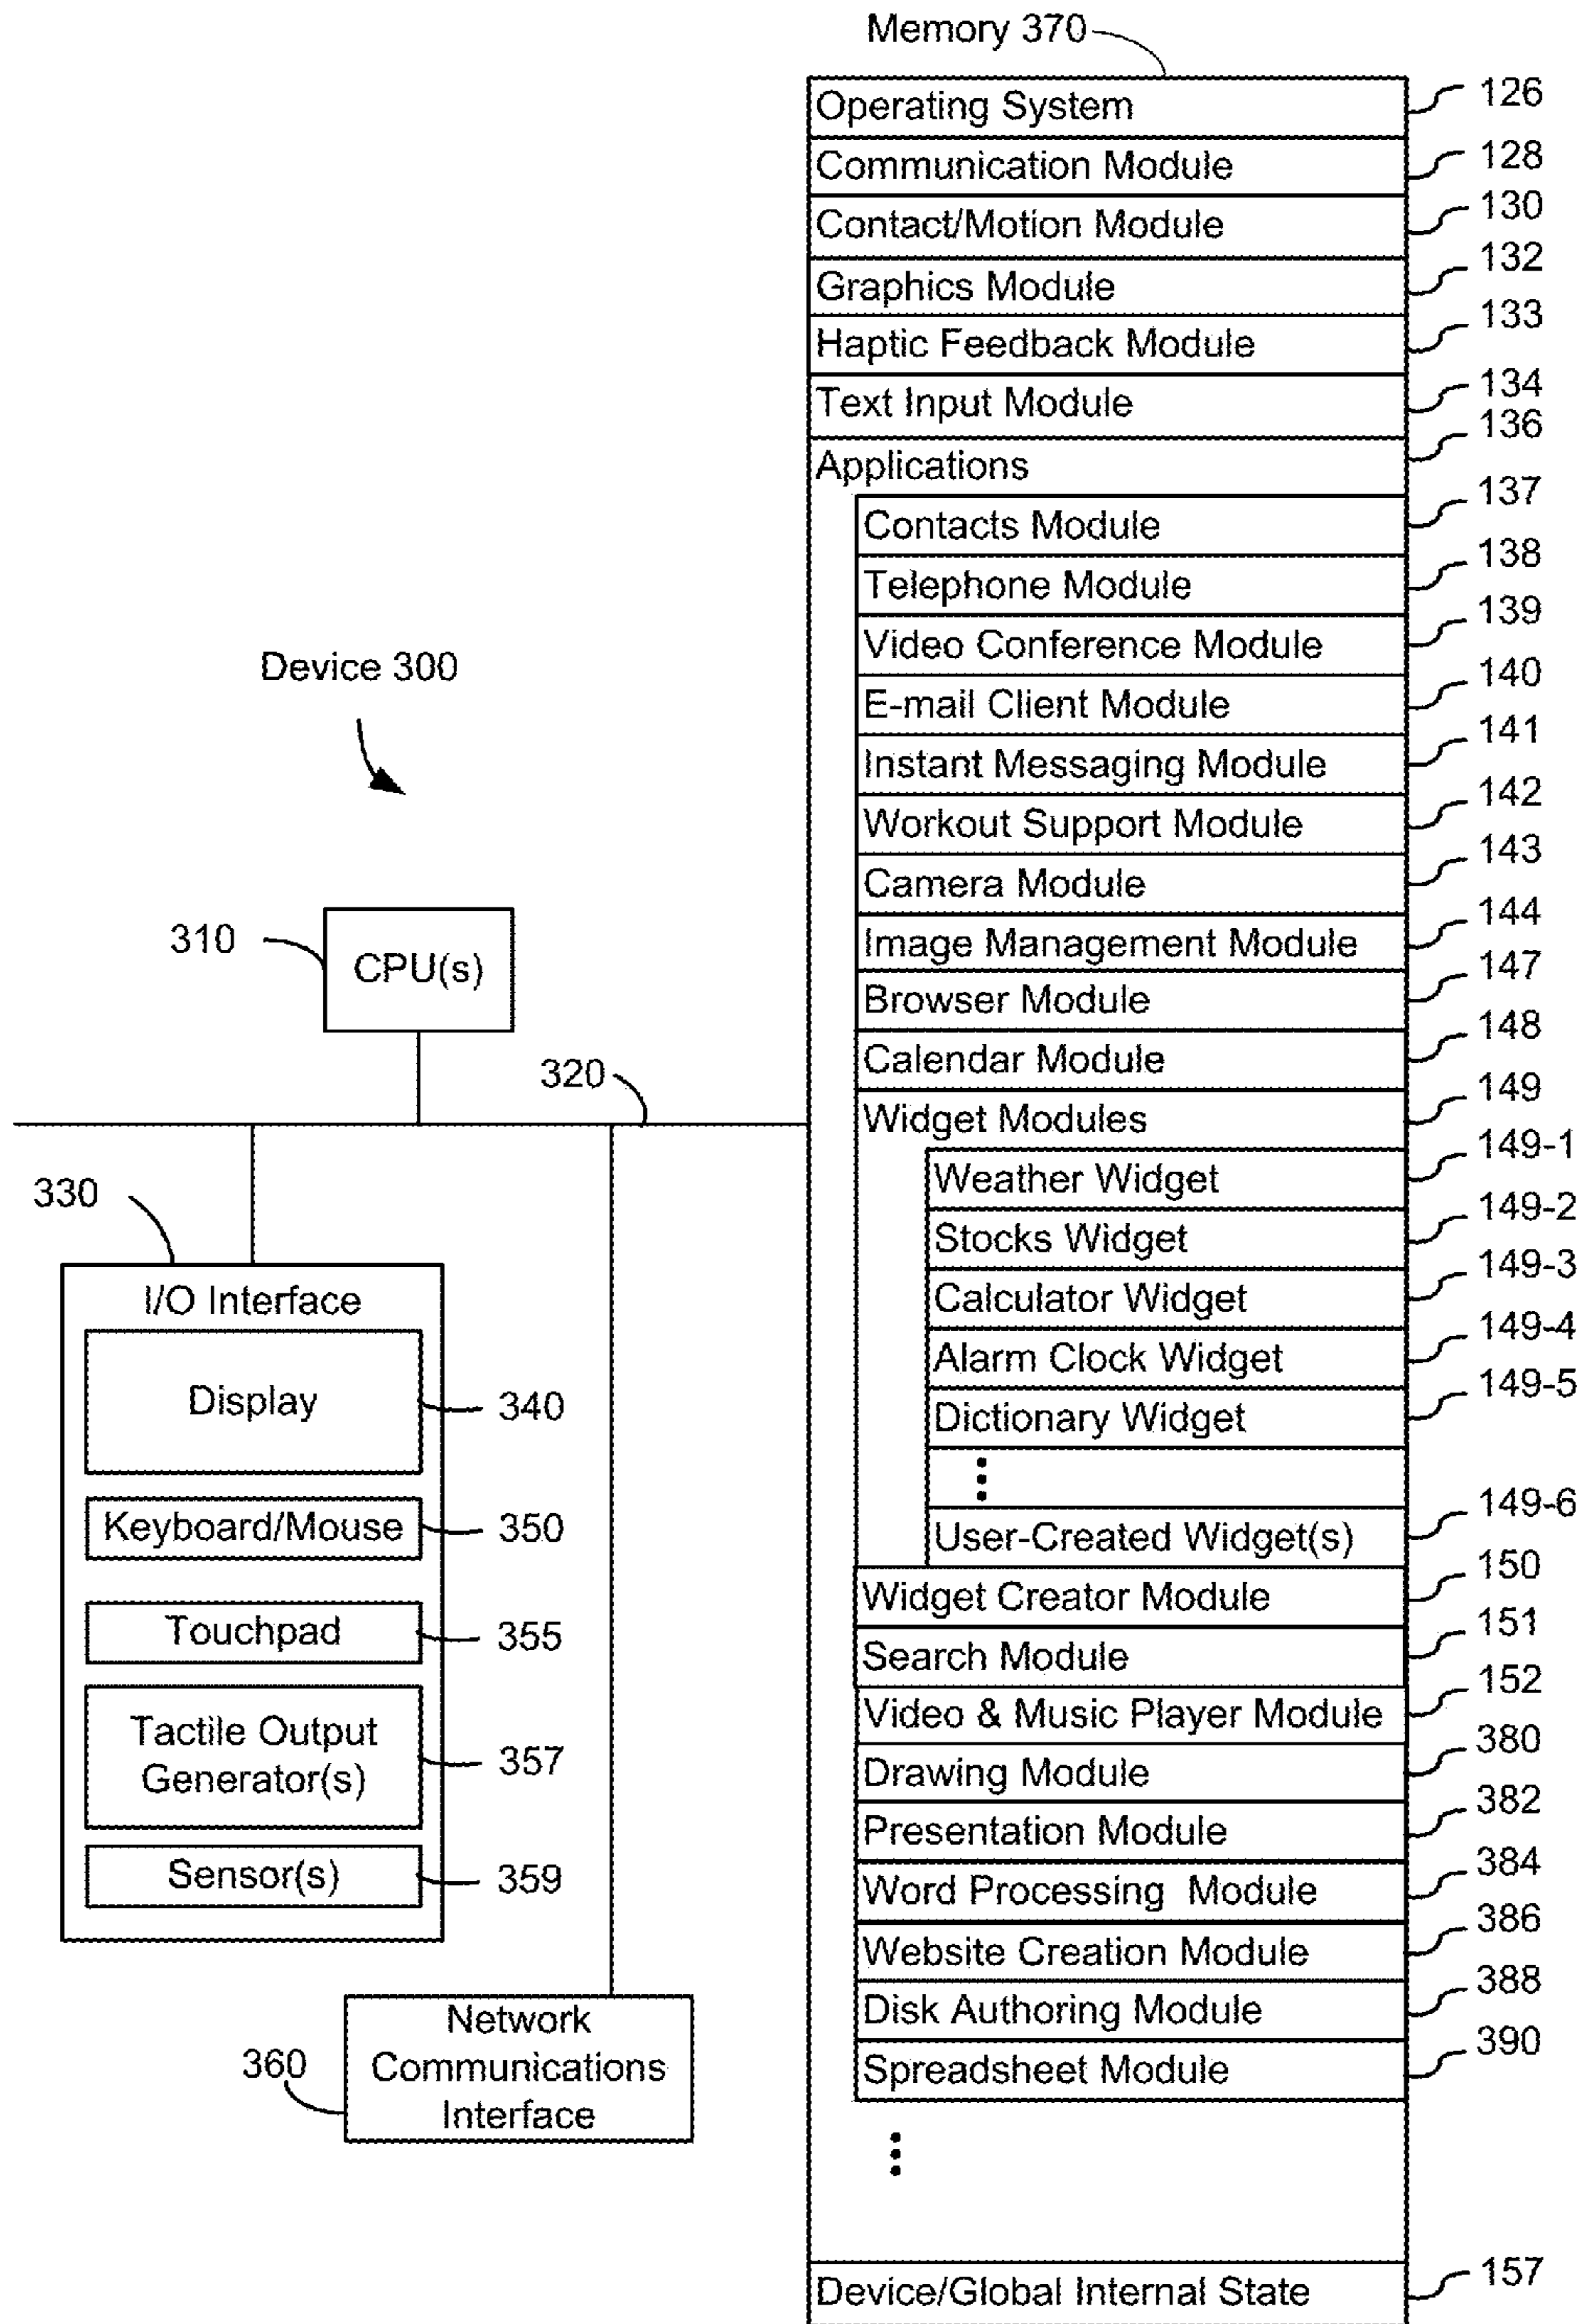 Memory 370
Operating System 126
Communication Module 128
Contact/Motion Module 130
Graphics Module 132
Haptic Feedback Module 133
Text Input Module 134
Applications 136
Contacts Module 137
Telephone Module 138
Video Conference Module 139
E-mail Client Module 140
Instant Messaging Module 141
Workout Support Module 142
Camera Module 143
Image Management Module 144
Browser Module 147
Calendar Module 148
Widget Modules 149
Weather Widget 149-1
Stocks Widget 149-2
Calculator Widget 149-3
Alarm Clock Widget 149-4
Dictionary Widget 149-5
User-Created Widget(s) 149-6
Widget Creator Module 150
Search Module 151
Video & Music Player Module 152
Drawing Module 380
Presentation Module 382
Word Processing Module 384
Website Creation Module 386
Disk Authoring Module 388
Spreadsheet Module 390
Device/Global Internal State 157
Device 300
310
CPU(s)
320
330
I/O Interface
Display 340
Keyboard/Mouse 350
Touchpad 355
Tactile Output
Generator(s) 357
Sensor(s) 359
360
Network
Communications
Interface